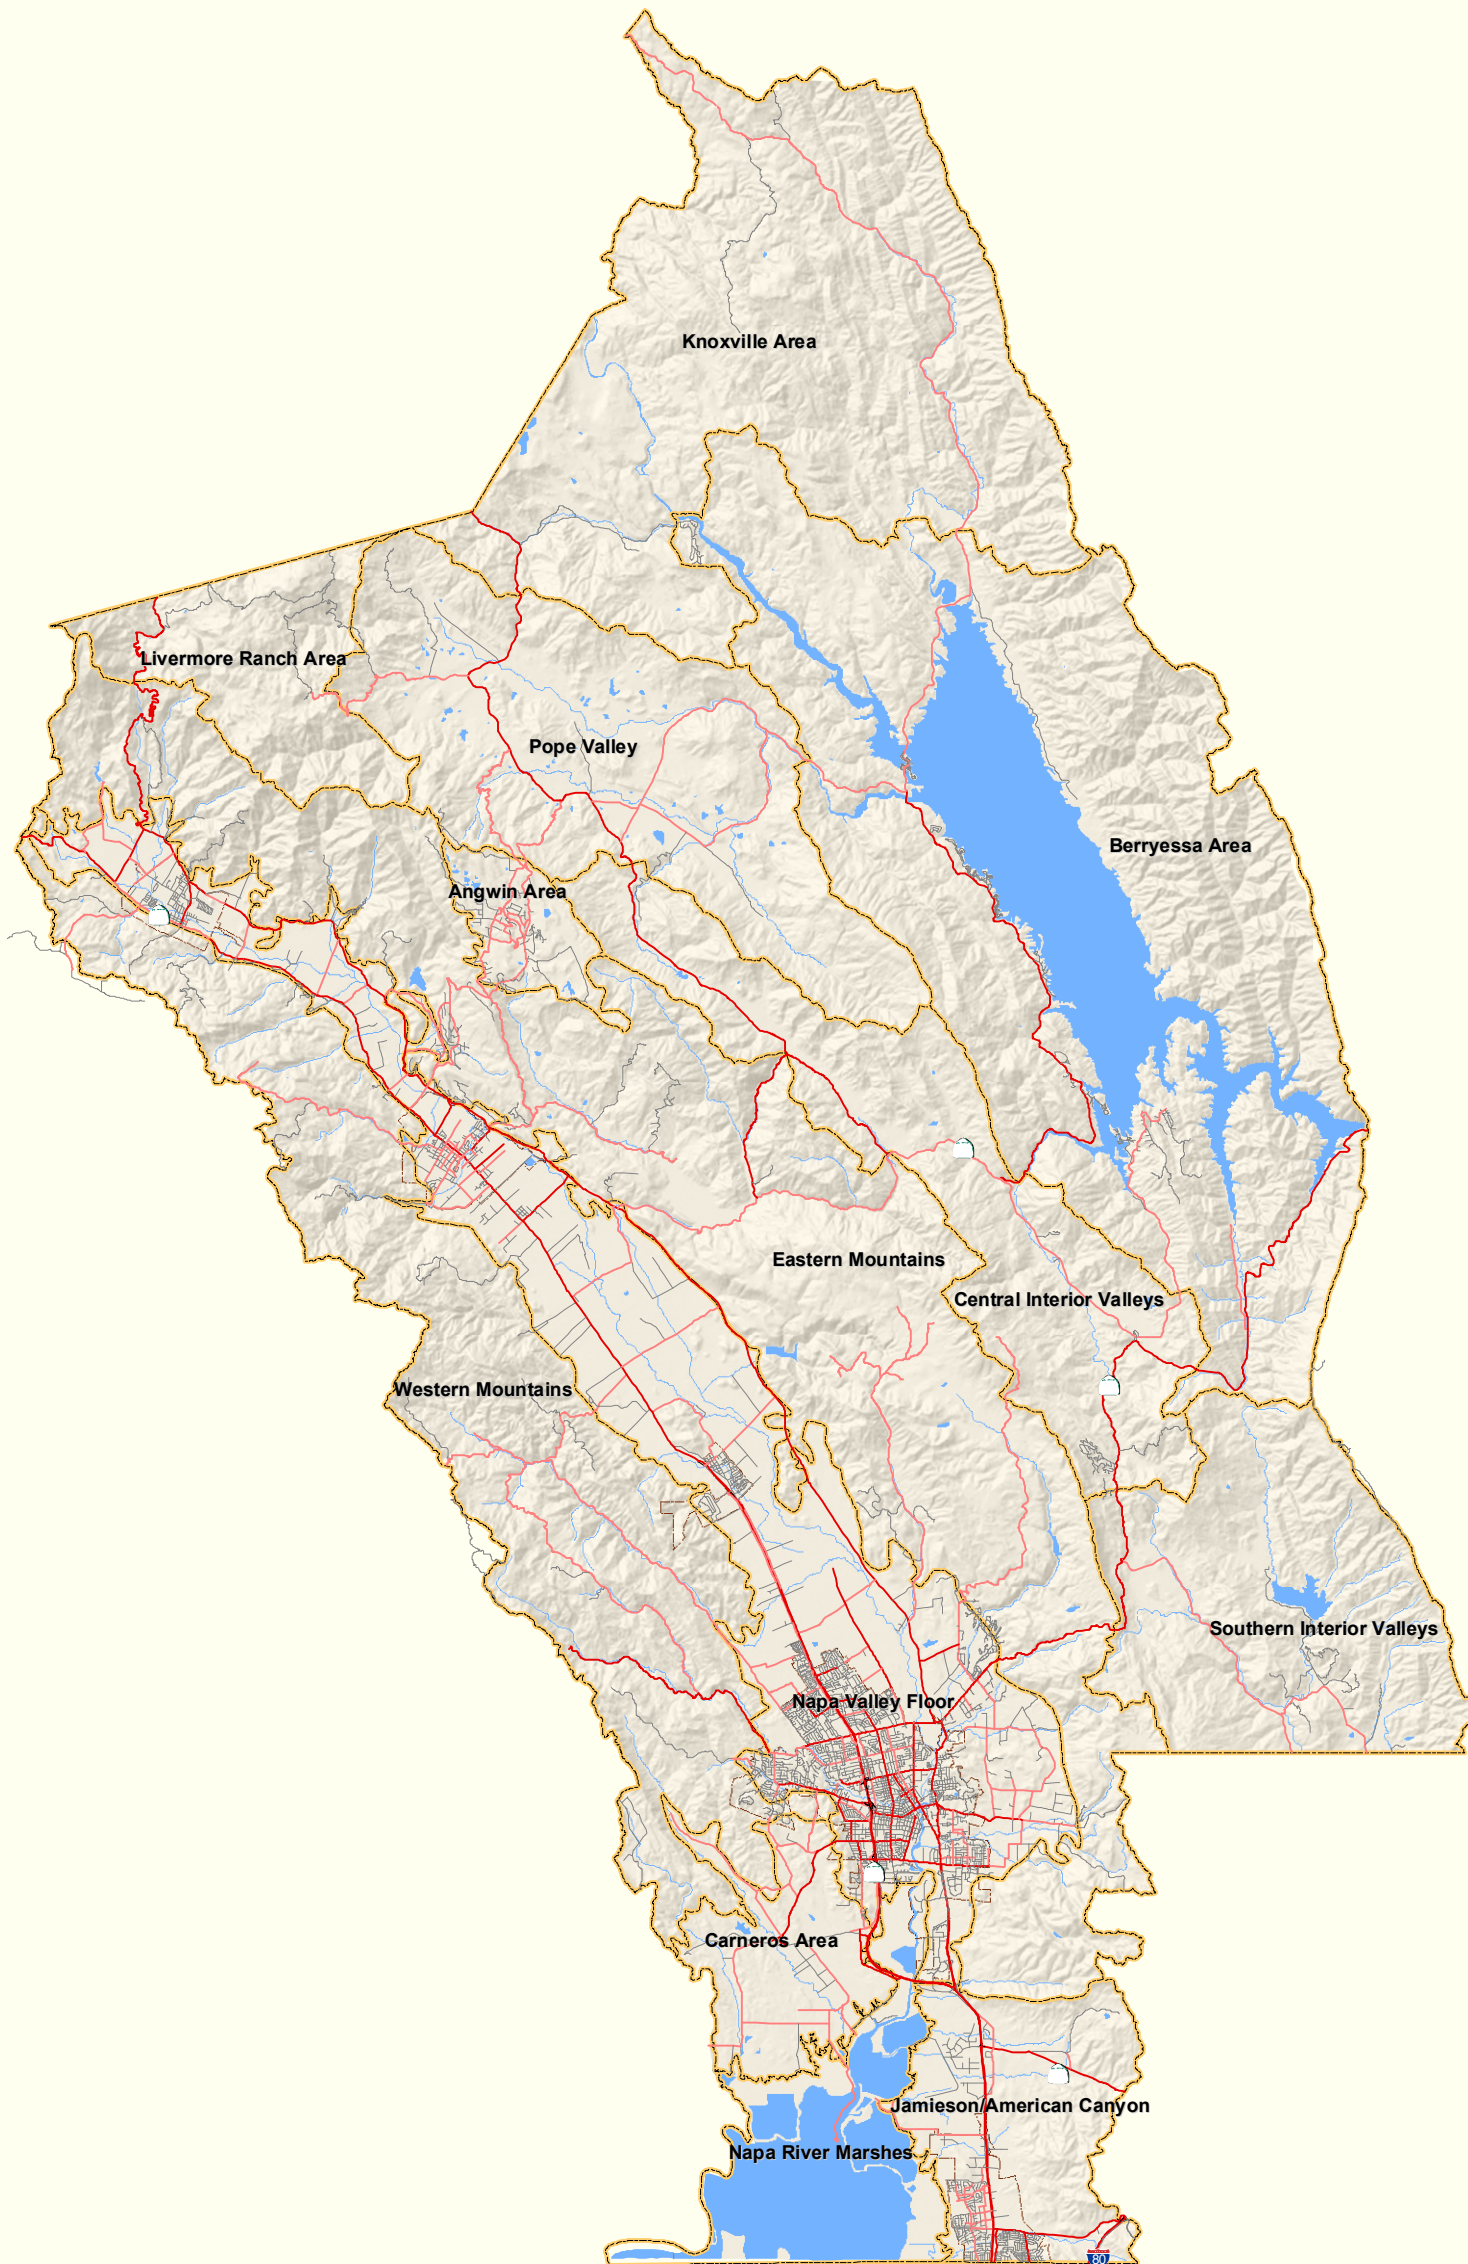 Knoxville Area
Livermore Ranch Area
Pope Valley
Berryessa Area
Angwin Area
Eastern Mountains
Central Interior Valleys
Western Mountains
Southern Interior Valleys
Napa Valley Floor
Carneros Area
Jamieson/American Canyon
Napa River Marshes
80